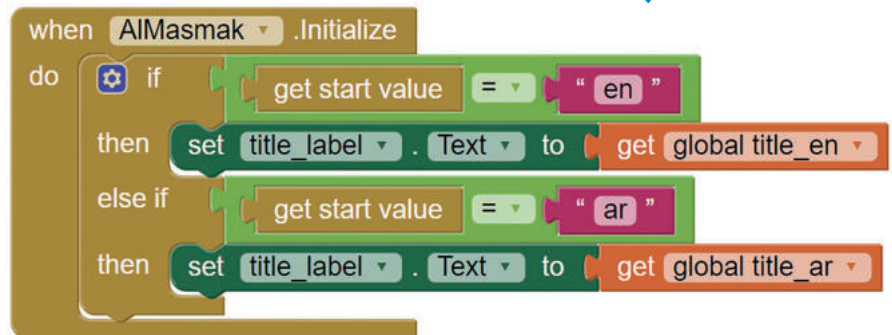 when AlMasmak .Initialize
do if get start value = " en "
then set title_label . Text to get global title_en
else if get start value = " ar "
then set title_label . Text to get global title_ar